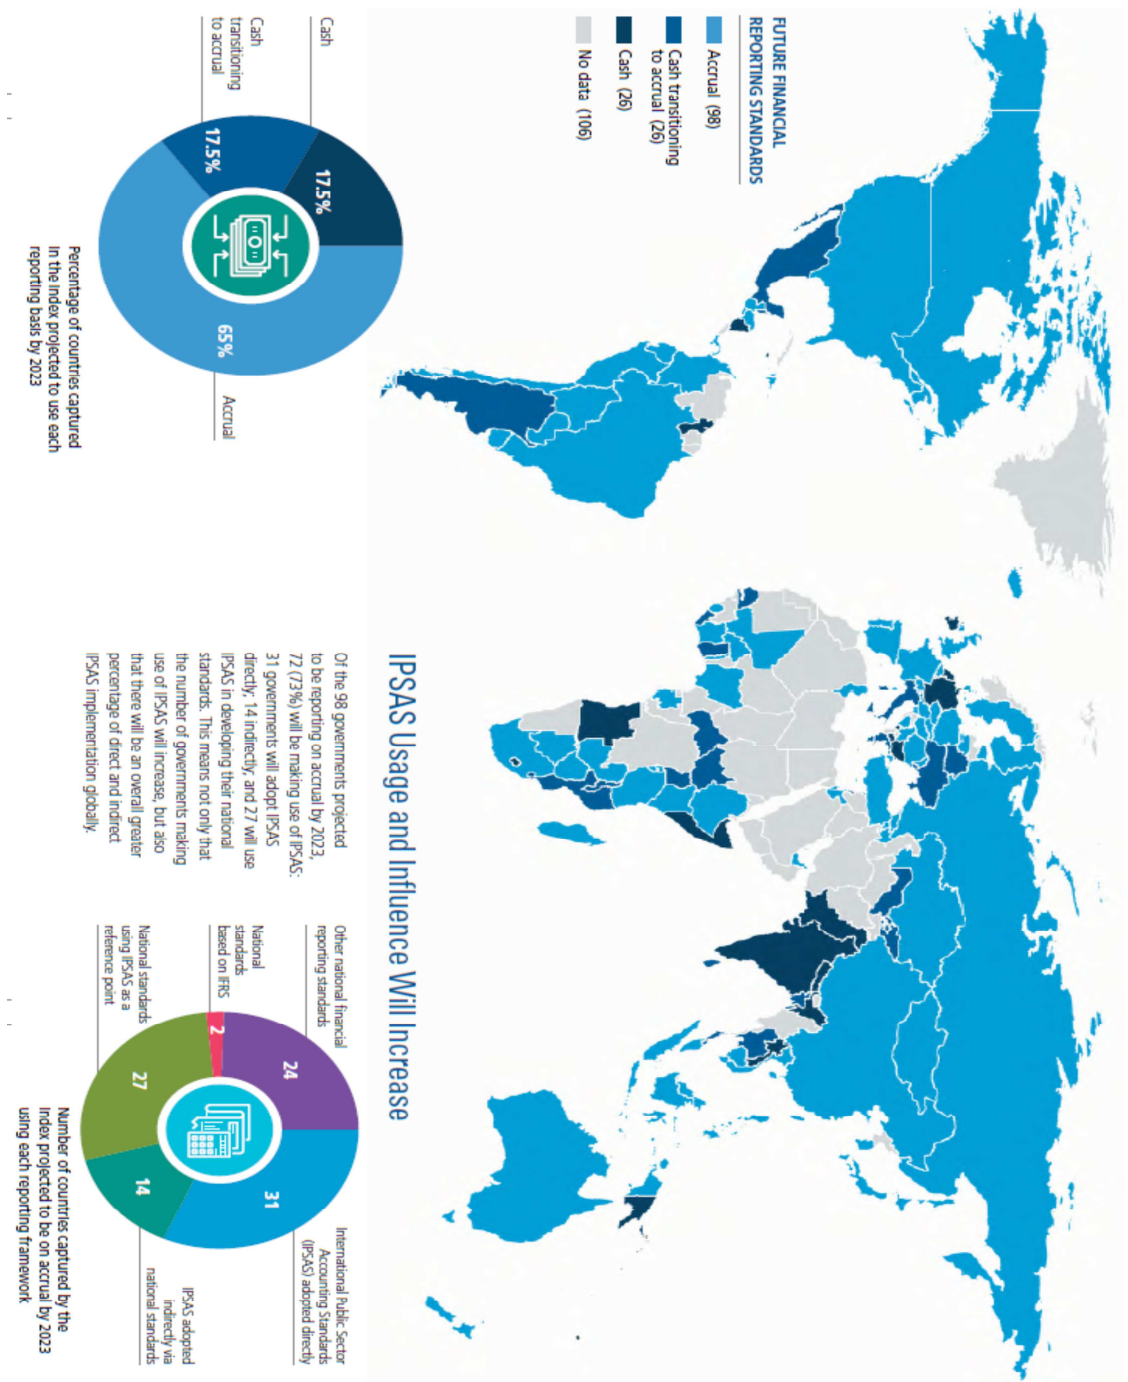 FUTURE FINANCIAL
REPORTING STANDARDS
Accrual (98)
Cash transitioning
to accrual (26)
Cash (26)
No data (106)
Cash
Cash
transitioning
to accrual
17.5%
17.5%
65%
Accrual
Percentage of countries captured
in the Index projected to use each
reporting basis by 2023
IPSAS Usage and Influence Will Increase
Of the 98 governments projected
to be reporting on accrual by 2023,
72 (73%) will be making use of IPSAS:
31 governments will adopt IPSAS
directly; 14 indirectly; and 27 will use
IPSAS in developing their national
standards. This means not only that
the number of governments making
use of IPSAS will increase, but also
that there will be an overall greater
percentage of direct and indirect
IPSAS implementation globally.
Other national financial
reporting standards
National
standards
based on IFRS
National standards
using IPSAS as a
reference point
24
2
27
31
14
International Public Sector
Accounting Standards
(IPSAS) adopted directly
IPSAS adopted
indirectly via
national standards
Number of countries captured by the
Index projected to be on accrual by 2023
using each reporting framework